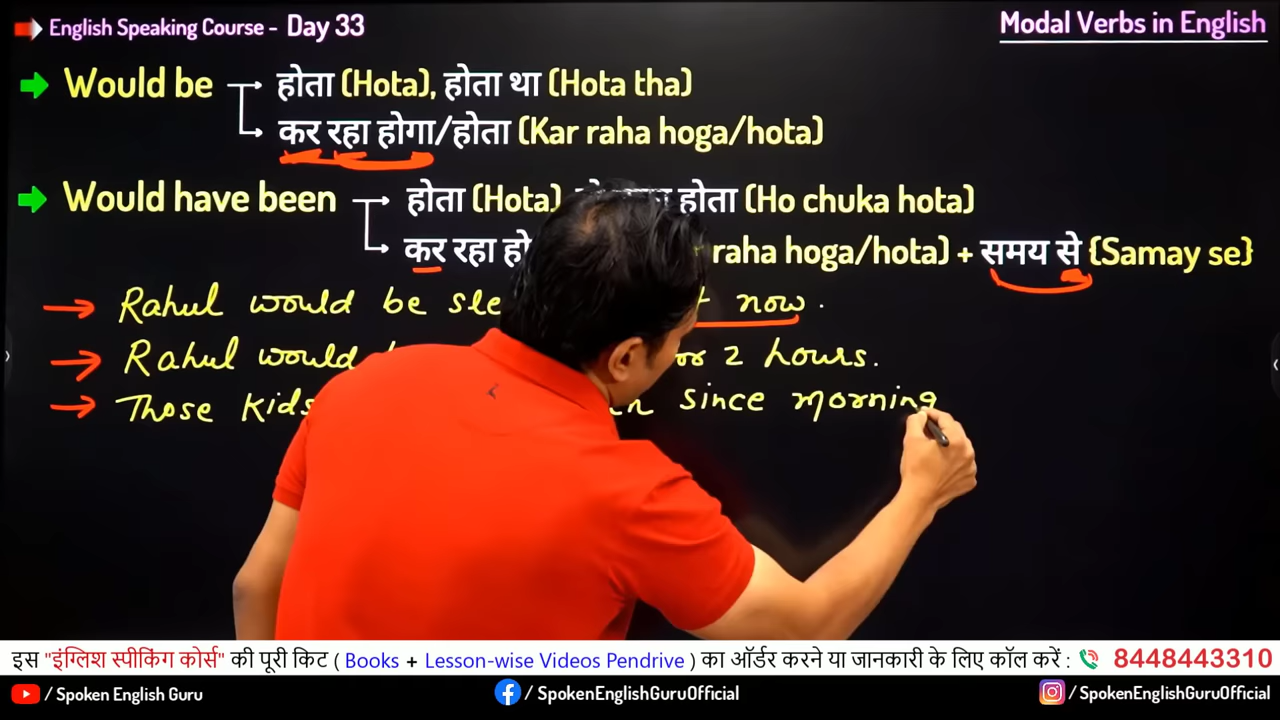 English Speaking Course - Day 33
Modal Verbs in English
Would be
होता (Hota), होता था (Hota tha)
कर रहा होगा/होता (Kar raha hoga/hota)
Would have been
होता (Hota) होता (Ho chuka hota)
कर रहा raha hoga/hota) + समय से {Samay se}
Rahul would be now.
Rahul would 2 hours.
Those Kids since morning
इस "इंग्लिश स्पीकिंग कोर्स" की पूरी किट ( Books + Lesson-wise Videos Pendrive ) का ऑर्डर करने या जानकारी के लिए कॉल करें : 8448443310
/ Spoken English Guru
/ SpokenEnglishGuruOfficial
/ SpokenEnglishGuruOfficial